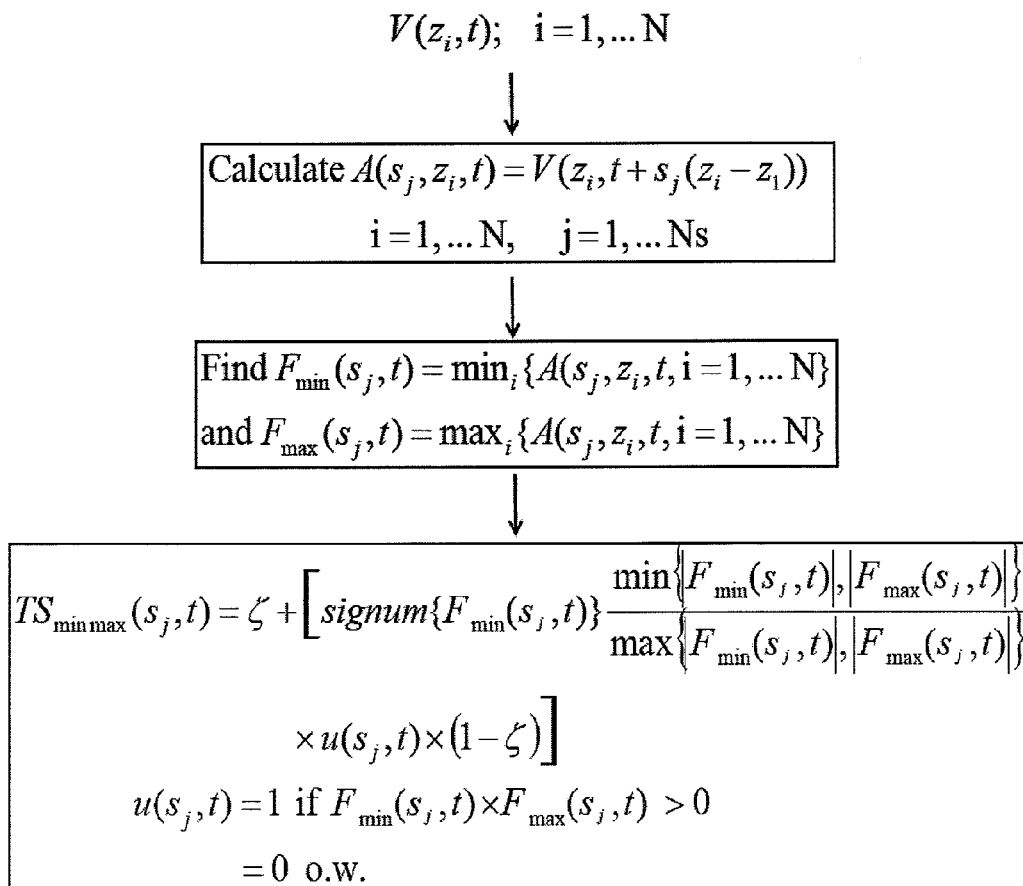 V(z_i,t);   i=1,...N
Calculate A(s_j,z_i,t)=V(z_i,t+s_j(z_i−z_1))
i=1,...N,   j=1,...Ns
Find F_min(s_j,t)=min_i{A(s_j,z_i,t,i=1,...N}
and F_max(s_j,t)=max_i{A(s_j,z_i,t,i=1,...N}
TS_minmax(s_j,t)=ζ+[signum{F_min(s_j,t)} min{|F_min(s_j,t)|,|F_max(s_j,t)|} / max{|F_min(s_j,t)|,|F_max(s_j,t)|}
×u(s_j,t)×(1−ζ)]
u(s_j,t)=1 if F_min(s_j,t)×F_max(s_j,t) >0
=0 o.w.